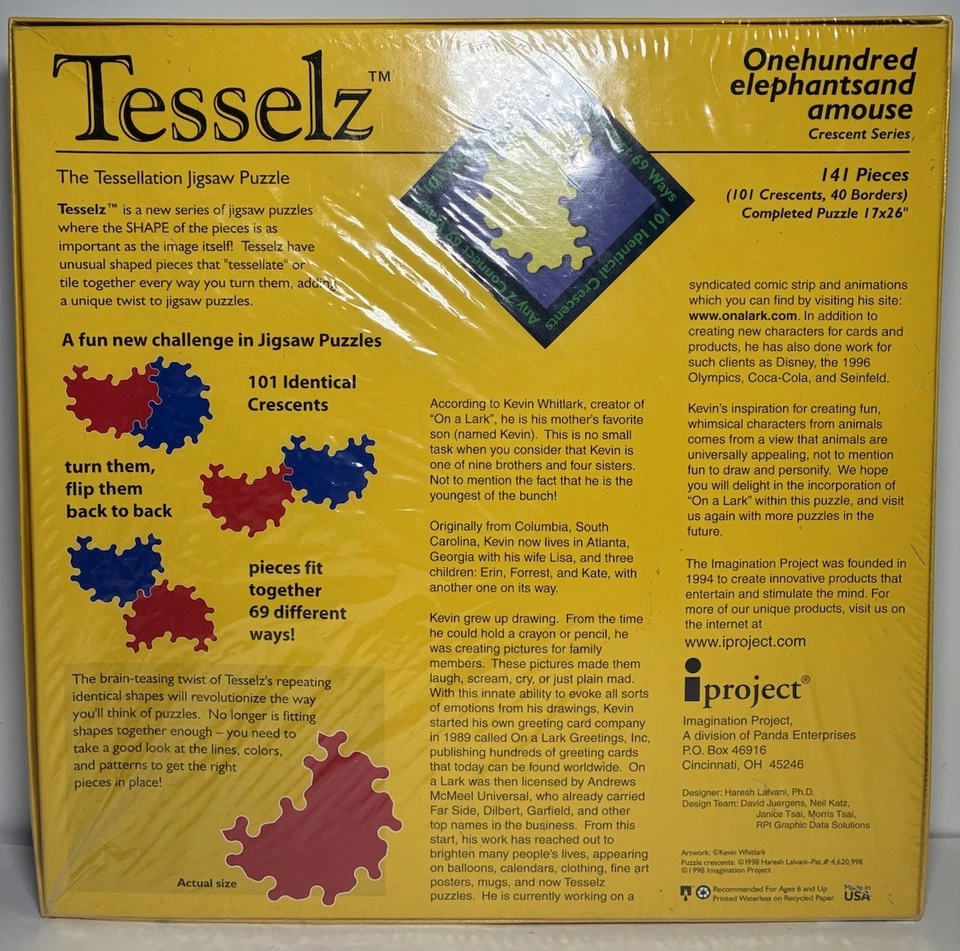 Tesselz™
Onehundred
elephantsand
amouse
Crescent Series
The Tessellation Jigsaw Puzzle
141 Pieces
(101 Crescents, 40 Borders)
Completed Puzzle 17x26"
Tesselz™ is a new series of jigsaw puzzles
where the SHAPE of the pieces is as
important as the image itself! Tesselz have
unusual shaped pieces that "tessellate" or
tile together every way you turn them, adding
a unique twist to jigsaw puzzles.
69 Ways
101 Identical Crescents
Any 2 Connect 69
A fun new challenge in Jigsaw Puzzles
101 Identical
Crescents
turn them,
flip them
back to back
pieces fit
together
69 different
ways!
The brain-teasing twist of Tesselz's repeating
identical shapes will revolutionize the way
you'll think of puzzles. No longer is fitting
shapes together enough – you need to
take a good look at the lines, colors,
and patterns to get the right
pieces in place!
Actual size
According to Kevin Whitlark, creator of
“On a Lark”, he is his mother’s favorite
son (named Kevin). This is no small
task when you consider that Kevin is
one of nine brothers and four sisters.
Not to mention the fact that he is the
youngest of the bunch!
Originally from Columbia, South
Carolina, Kevin now lives in Atlanta,
Georgia with his wife Lisa, and three
children: Erin, Forrest, and Kate, with
another one on its way.
Kevin grew up drawing. From the time
he could hold a crayon or pencil, he
was creating pictures for family
members. These pictures made them
laugh, scream, cry, or just plain mad.
With this innate ability to evoke all sorts
of emotions from his drawings, Kevin
started his own greeting card company
in 1989 called On a Lark Greetings, Inc,
publishing hundreds of greeting cards
that today can be found worldwide. On
a Lark was then licensed by Andrews
McMeel Universal, who already carried
Far Side, Dilbert, Garfield, and other
top names in the business. From this
start, his work has reached out to
brighten many people’s lives, appearing
on balloons, calendars, clothing, fine art
posters, mugs, and now Tesselz
puzzles. He is currently working on a
syndicated comic strip and animations
which you can find by visiting his site:
www.onalark.com. In addition to
creating new characters for cards and
products, he has also done work for
such clients as Disney, the 1996
Olympics, Coca-Cola, and Seinfeld.
Kevin’s inspiration for creating fun,
whimsical characters from animals
comes from a view that animals are
universally appealing, not to mention
fun to draw and personify. We hope
you will delight in the incorporation of
“On a Lark” within this puzzle, and visit
us again with more puzzles in the
future.
The Imagination Project was founded in
1994 to create innovative products that
entertain and stimulate the mind. For
more of our unique products, visit us on
the internet at
www.iproject.com
iproject®
Imagination Project,
A division of Panda Enterprises
P.O. Box 46916
Cincinnati, OH 45246
Designer: Haresh Lalvani, Ph.D.
Design Team: David Juergens, Neil Katz,
Janice Tsai, Morris Tsai,
RPI Graphic Data Solutions
Artwork: ©Kevin Whitlark
Puzzle crescents: ©1998 Haresh Lalvani-Pat.#:4,620,998
©1998 Imagination Project
Recommended For Ages 6 and Up
Printed Waterless on Recycled Paper
Made in
USA